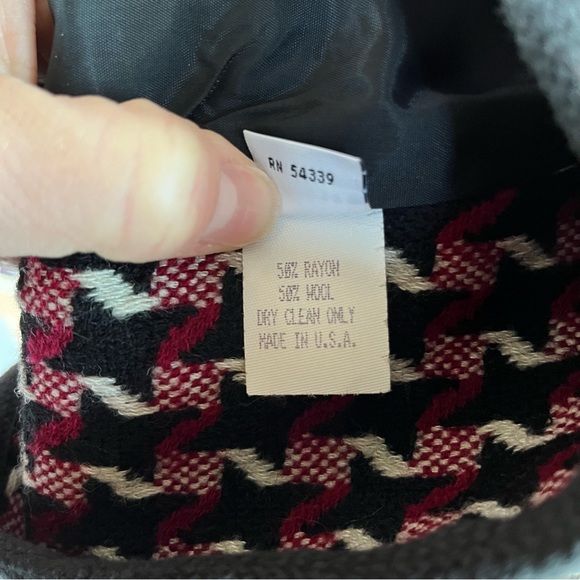 RN 54339
50% RAYON
50% WOOL
DRY CLEAN ONLY
MADE IN U.S.A.